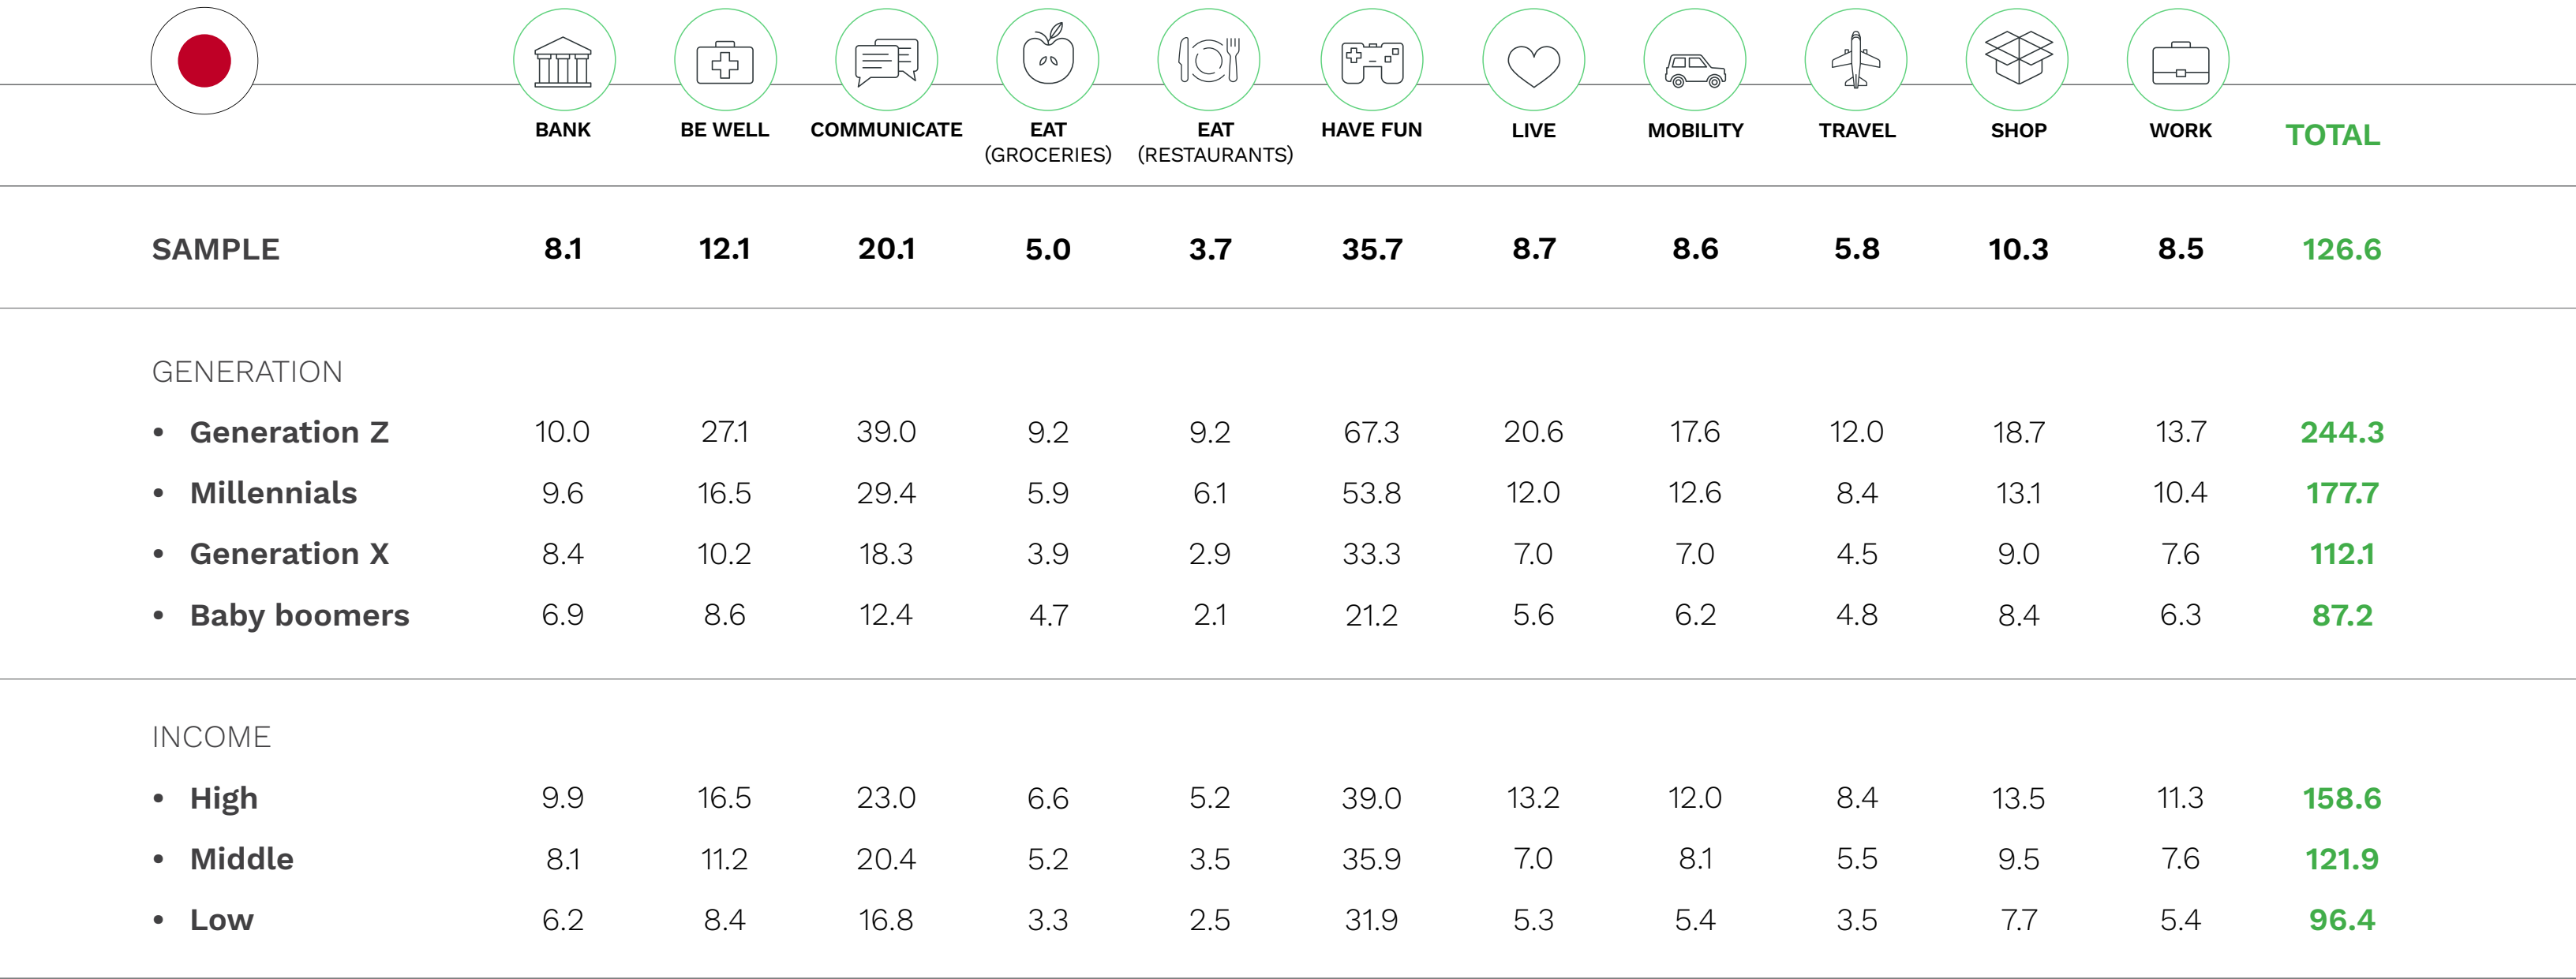 BANK BE WELL COMMUNICATE EAT EAT HAVE FUN LIVE MOBILITY TRAVEL SHOP WORK TOTAL
(GROCERIES) (RESTAURANTS)
SAMPLE 8.1 12.1 20.1 5.0 3.7 35.7 8.7 8.6 5.8 10.3 8.5 126.6
GENERATION
• Generation Z 10.0 27.1 39.0 9.2 9.2 67.3 20.6 17.6 12.0 18.7 13.7 244.3
• Millennials 9.6 16.5 29.4 5.9 6.1 53.8 12.0 12.6 8.4 13.1 10.4 177.7
• Generation X 8.4 10.2 18.3 3.9 2.9 33.3 7.0 7.0 4.5 9.0 7.6 112.1
• Baby boomers 6.9 8.6 12.4 4.7 2.1 21.2 5.6 6.2 4.8 8.4 6.3 87.2
INCOME
• High 9.9 16.5 23.0 6.6 5.2 39.0 13.2 12.0 8.4 13.5 11.3 158.6
• Middle 8.1 11.2 20.4 5.2 3.5 35.9 7.0 8.1 5.5 9.5 7.6 121.9
• Low 6.2 8.4 16.8 3.3 2.5 31.9 5.3 5.4 3.5 7.7 5.4 96.4